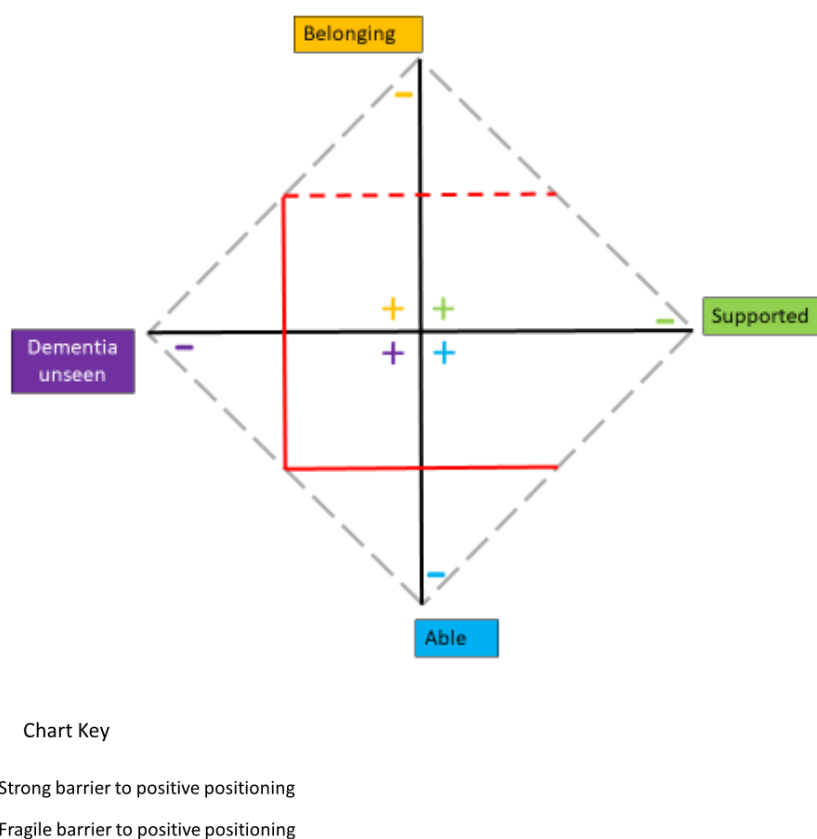 Belonging
Supported
Dementia
unseen
Able
Chart Key
Strong barrier to positive positioning
Fragile barrier to positive positioning